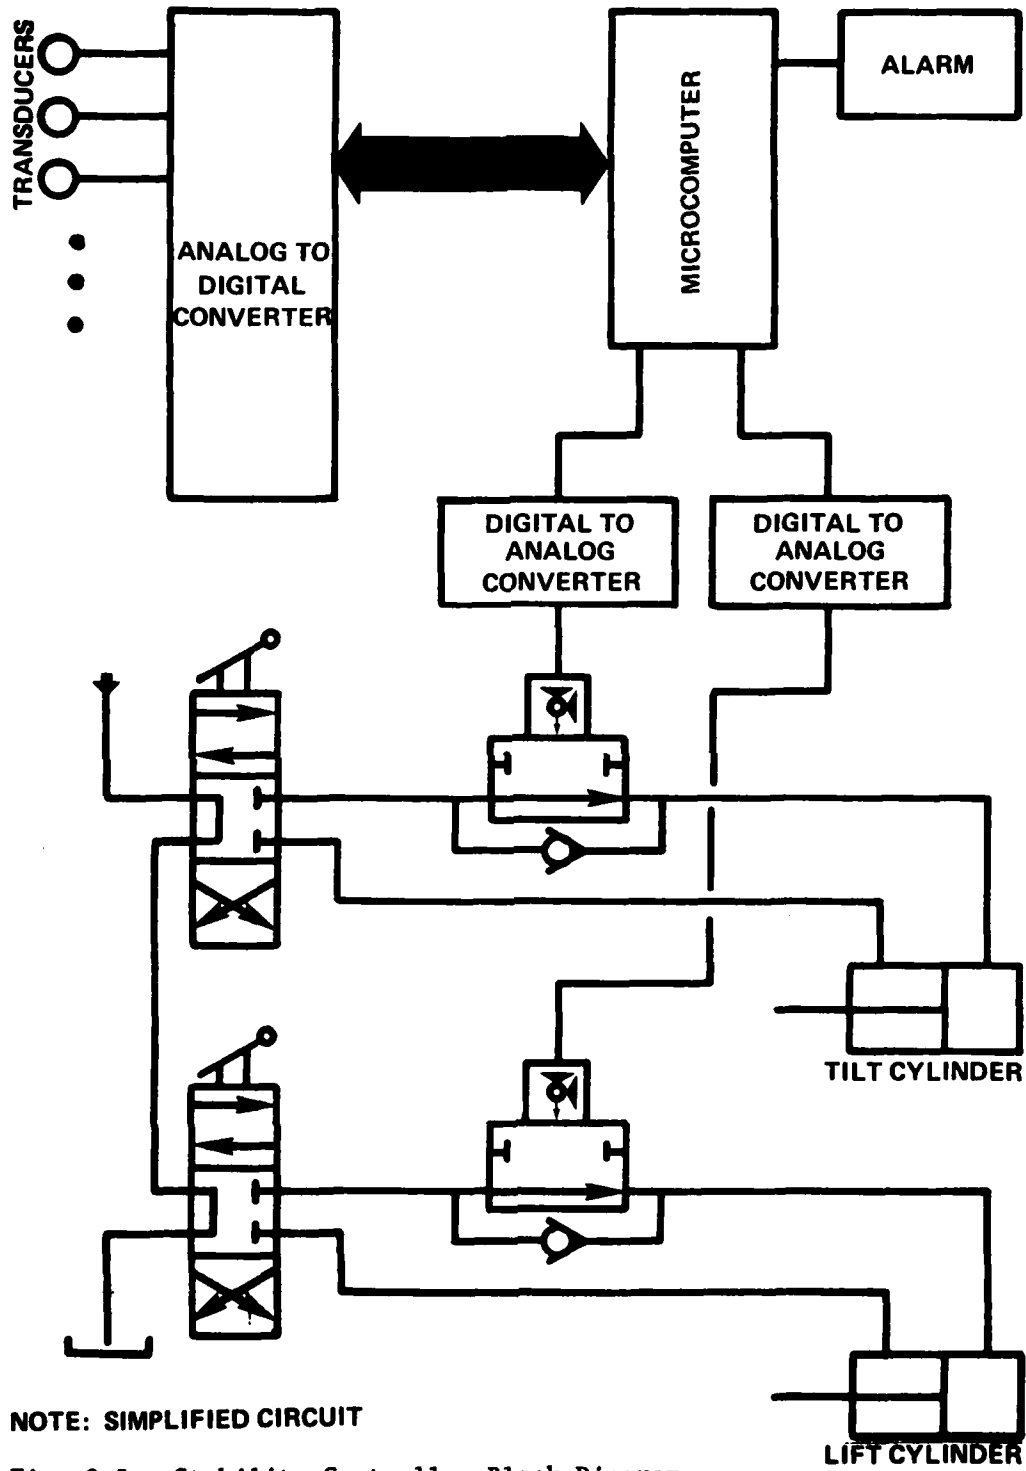 TRANSDUCERS
ANALOG TO
DIGITAL
CONVERTER
MICROCOMPUTER
ALARM
DIGITAL TO
ANALOG
CONVERTER
DIGITAL TO
ANALOG
CONVERTER
TILT CYLINDER
LIFT CYLINDER
NOTE: SIMPLIFIED CIRCUIT